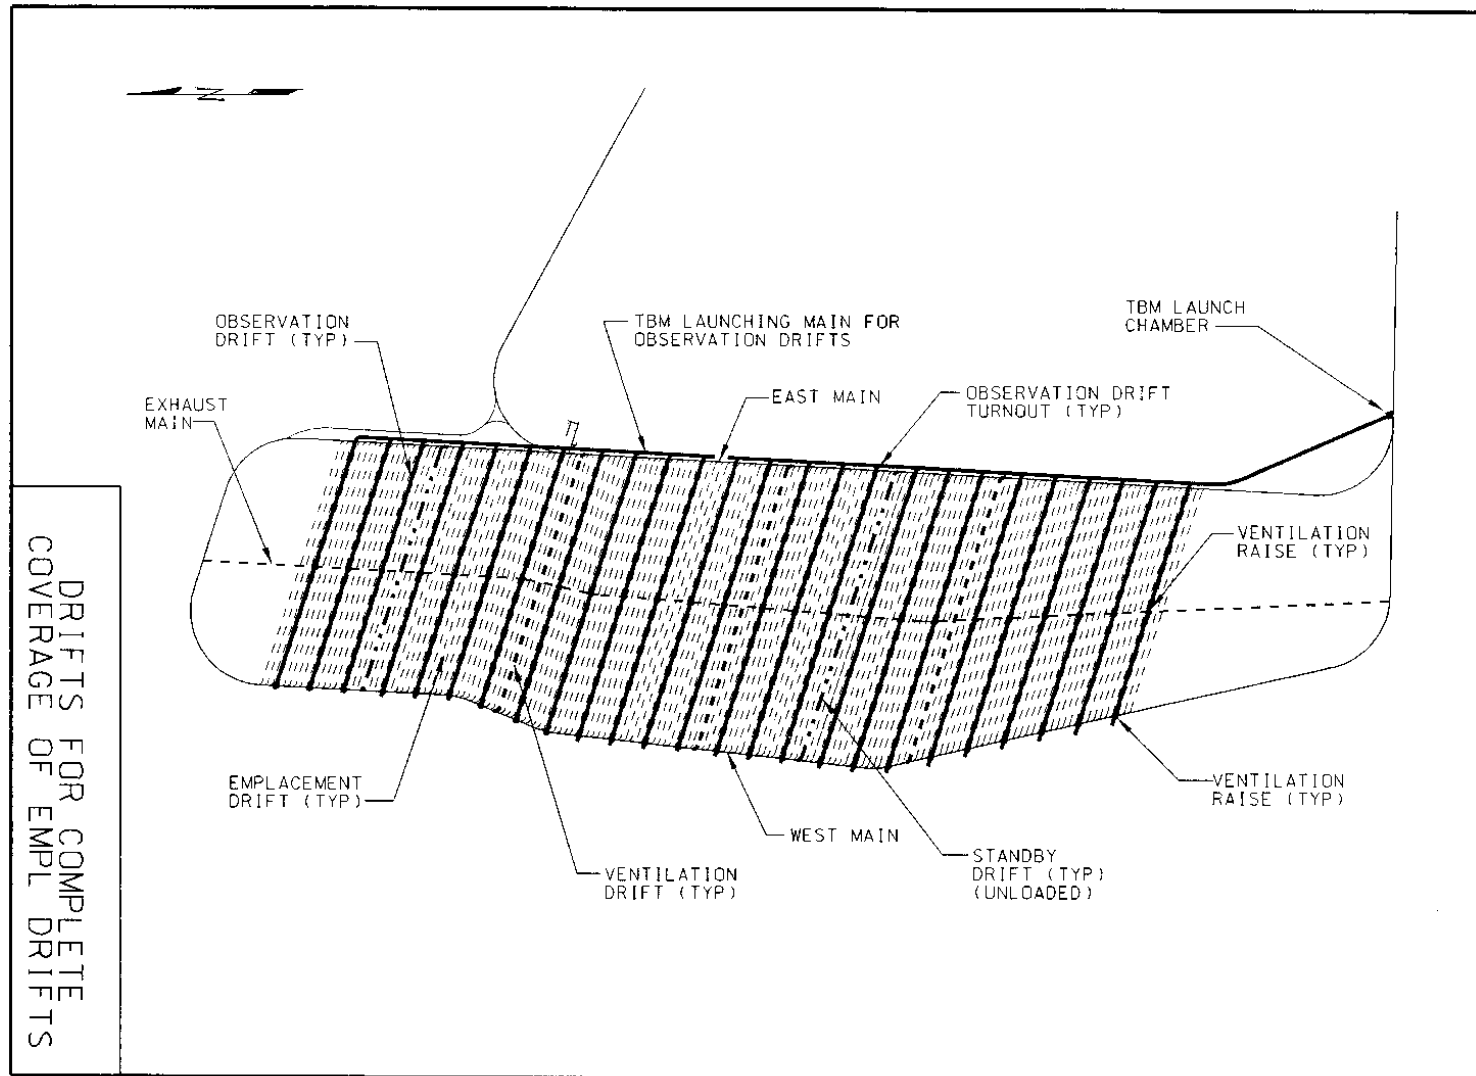 N
OBSERVATION
DRIFT (TYP)
TBM LAUNCHING MAIN FOR
OBSERVATION DRIFTS
TBM LAUNCH
CHAMBER
EXHAUST
MAIN
EAST MAIN
OBSERVATION DRIFT
TURNOUT (TYP)
VENTILATION
RAISE (TYP)
EMPLACEMENT
DRIFT (TYP)
VENTILATION
DRIFT (TYP)
WEST MAIN
STANDBY
DRIFT (TYP)
(UNLOADED)
VENTILATION
RAISE (TYP)
DRIFTS FOR COMPLETE
COVERAGE OF EMPL DRIFTS